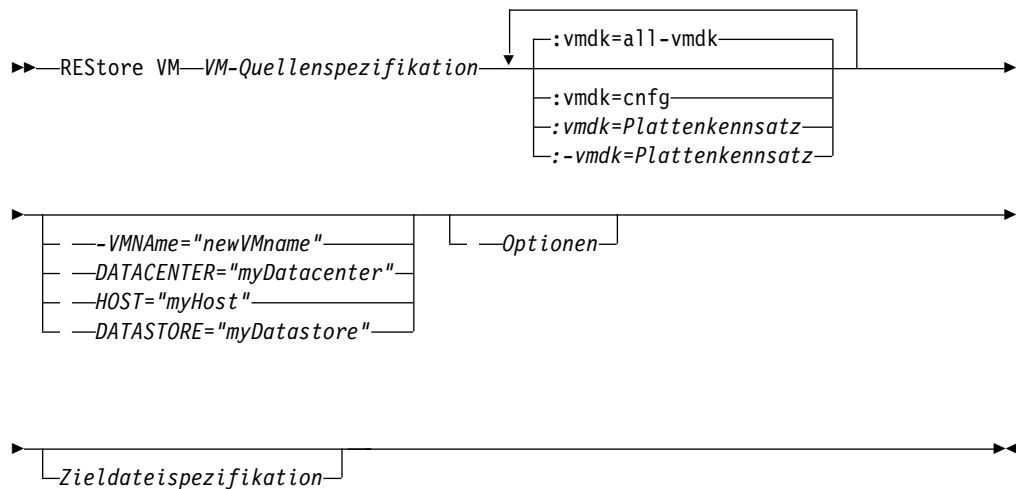 :vmdk=all-vmdk
REStore VM VM-Quellenspezifikation
:vmdk=cnfg
:vmdk=Plattenkennsatz
:-vmdk=Plattenkennsatz
-VMNAme="newVMname"
Optionen
DATACENTER="myDatacenter"
HOST="myHost"
DATASTORE="myDatastore"
Zieldateispezifikation